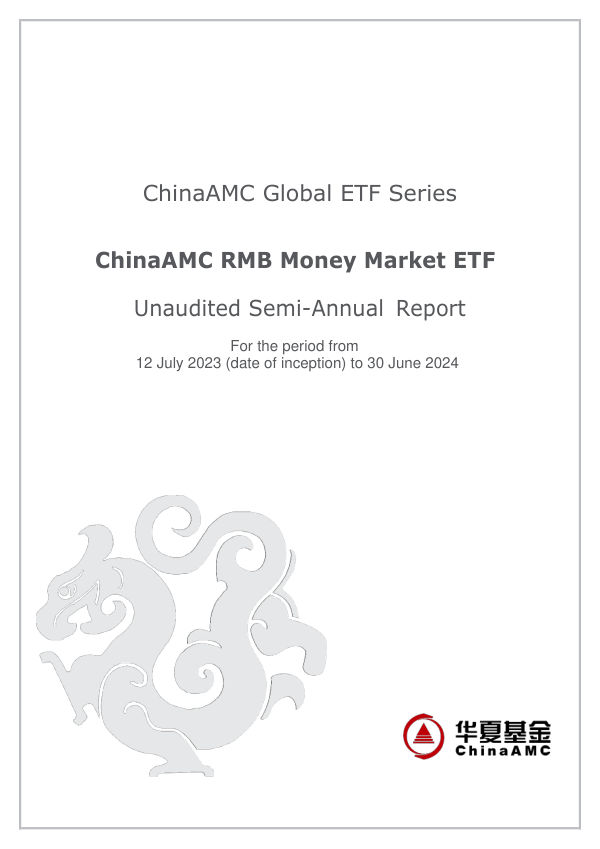 ChinaAMC Global ETF Series
ChinaAMC RMB Money Market ETF
Unaudited Semi-Annual Report
For the period from
12 July 2023 (date of inception) to 30 June 2024
华夏基金
ChinaAMC